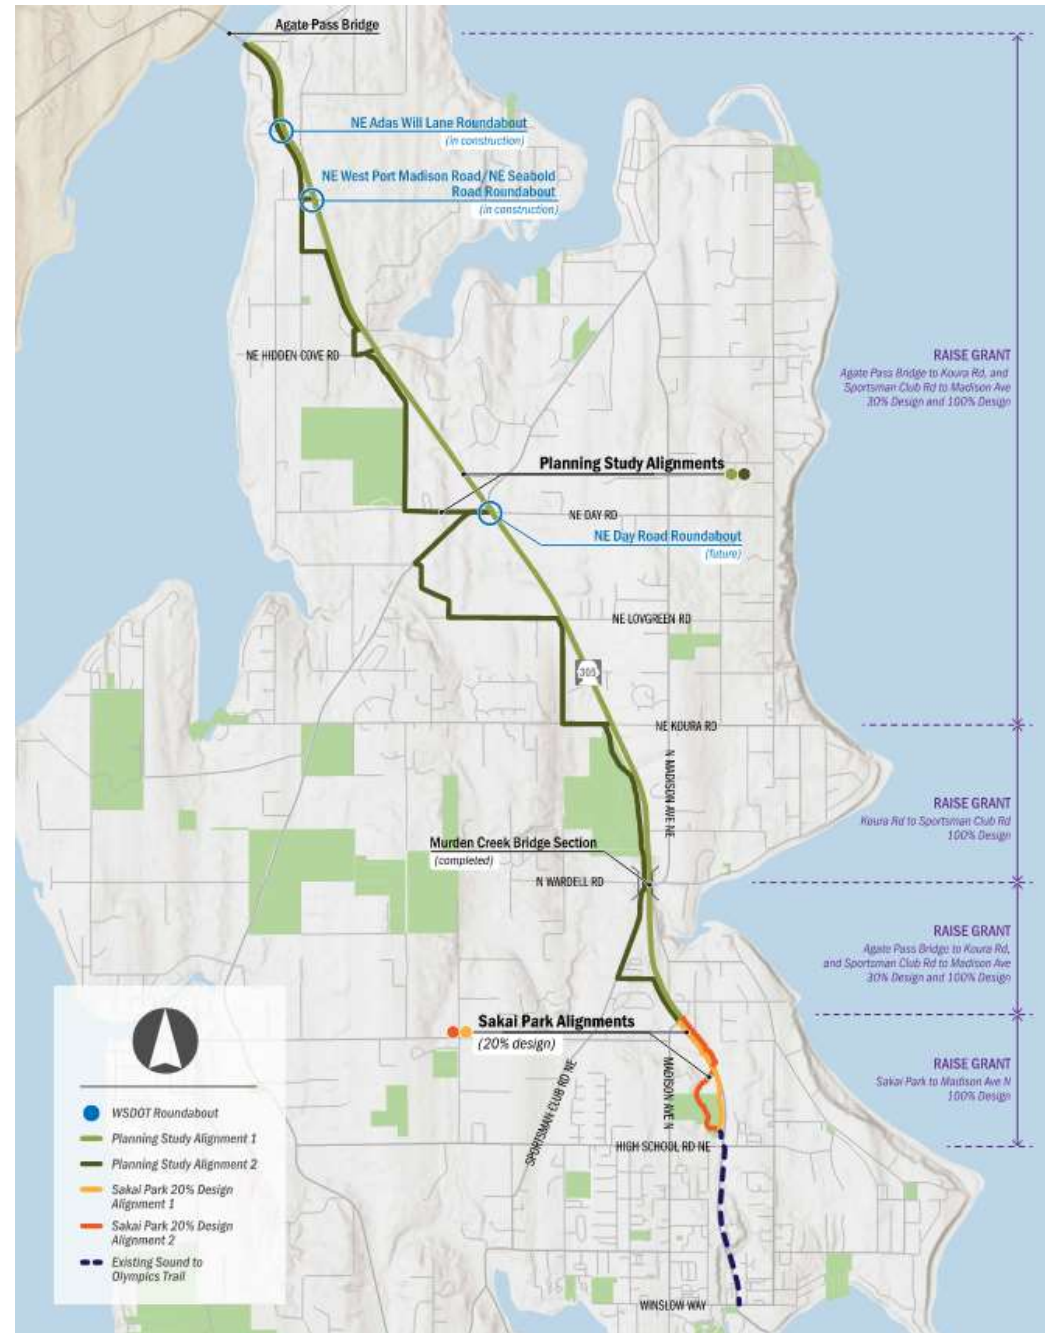 Agate Pass Bridge
NE Adas Will Lane Roundabout
(in construction)
NE West Port Madison Road/NE Seabold
Road Roundabout
(in construction)
NE HIDDEN COVE RD
RAISE GRANT
Agate Pass Bridge to Koura Rd, and
Sportsman Club Rd to Madison Ave
30% Design and 100% Design
Planning Study Alignments
NE DAY RD
NE Day Road Roundabout
(future)
NE LOVGREEN RD
305
NE KOURA RD
N MADISON AVE NE
RAISE GRANT
Koura Rd to Sportsman Club Rd
100% Design
Murden Creek Bridge Section
(completed)
N WARDELL RD
RAISE GRANT
Agate Pass Bridge to Koura Rd,
and Sportsman Club Rd to Madison Ave
30% Design and 100% Design
Sakai Park Alignments
(20% design)
SPORTSMAN CLUB RD NE
MADISON AVE N
RAISE GRANT
Sakai Park to Madison Ave N
100% Design
HIGH SCHOOL RD NE
WINSLOW WAY
WSDOT Roundabout
Planning Study Alignment 1
Planning Study Alignment 2
Sakai Park 20% Design
Alignment 1
Sakai Park 20% Design
Alignment 2
Existing Sound to
Olympics Trail